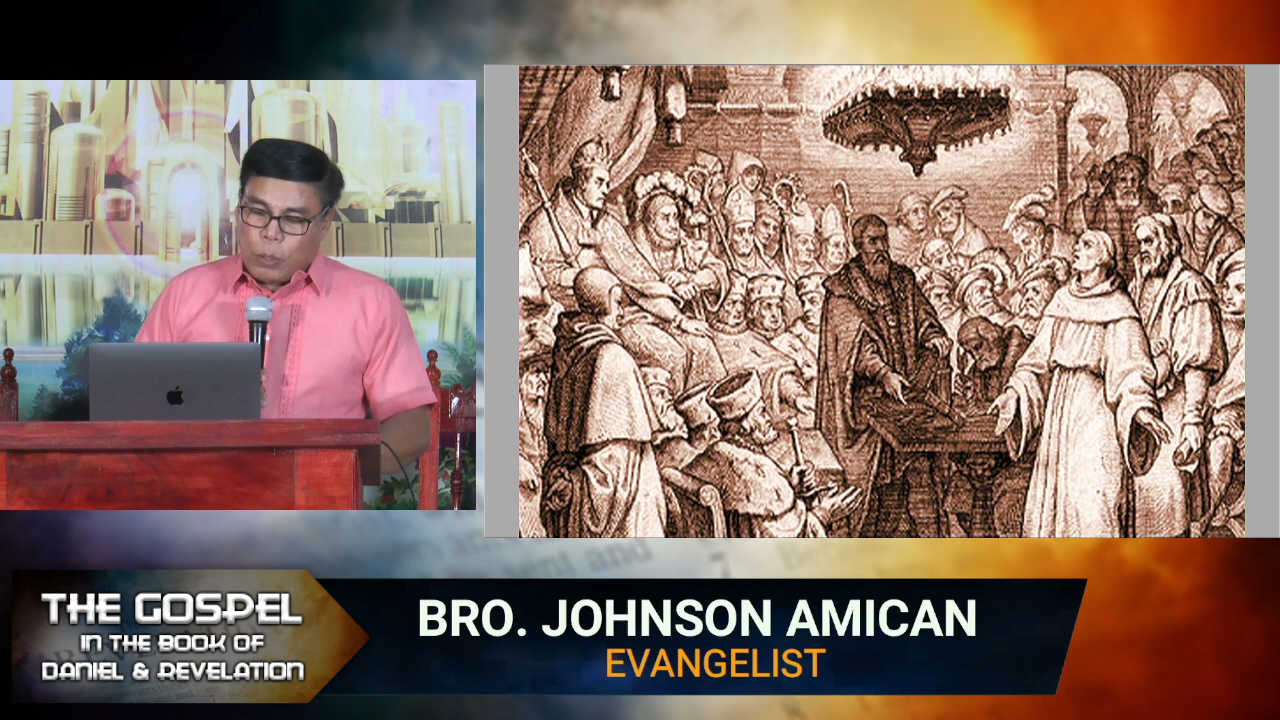 THE GOSPEL
IN THE BOOK OF
DANIEL & REVELATION
BRO. JOHNSON AMICAN
EVANGELIST